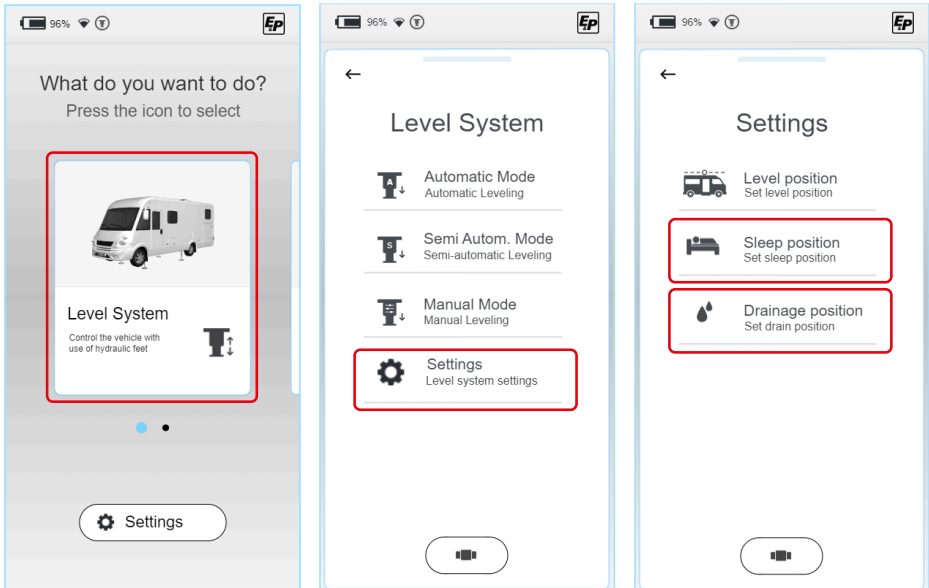 96%
E.P
What do you want to do?
Press the icon to select
Level System
Control the vehicle with
use of hydraulic feet
Settings
96%
E.P
Level System
A
Automatic Mode
Automatic Leveling
S
Semi Autom. Mode
Semi-automatic Leveling
Manual Mode
Manual Leveling
Settings
Level system settings
96%
E.P
Settings
Level position
Set level position
Sleep position
Set sleep position
Drainage position
Set drain position